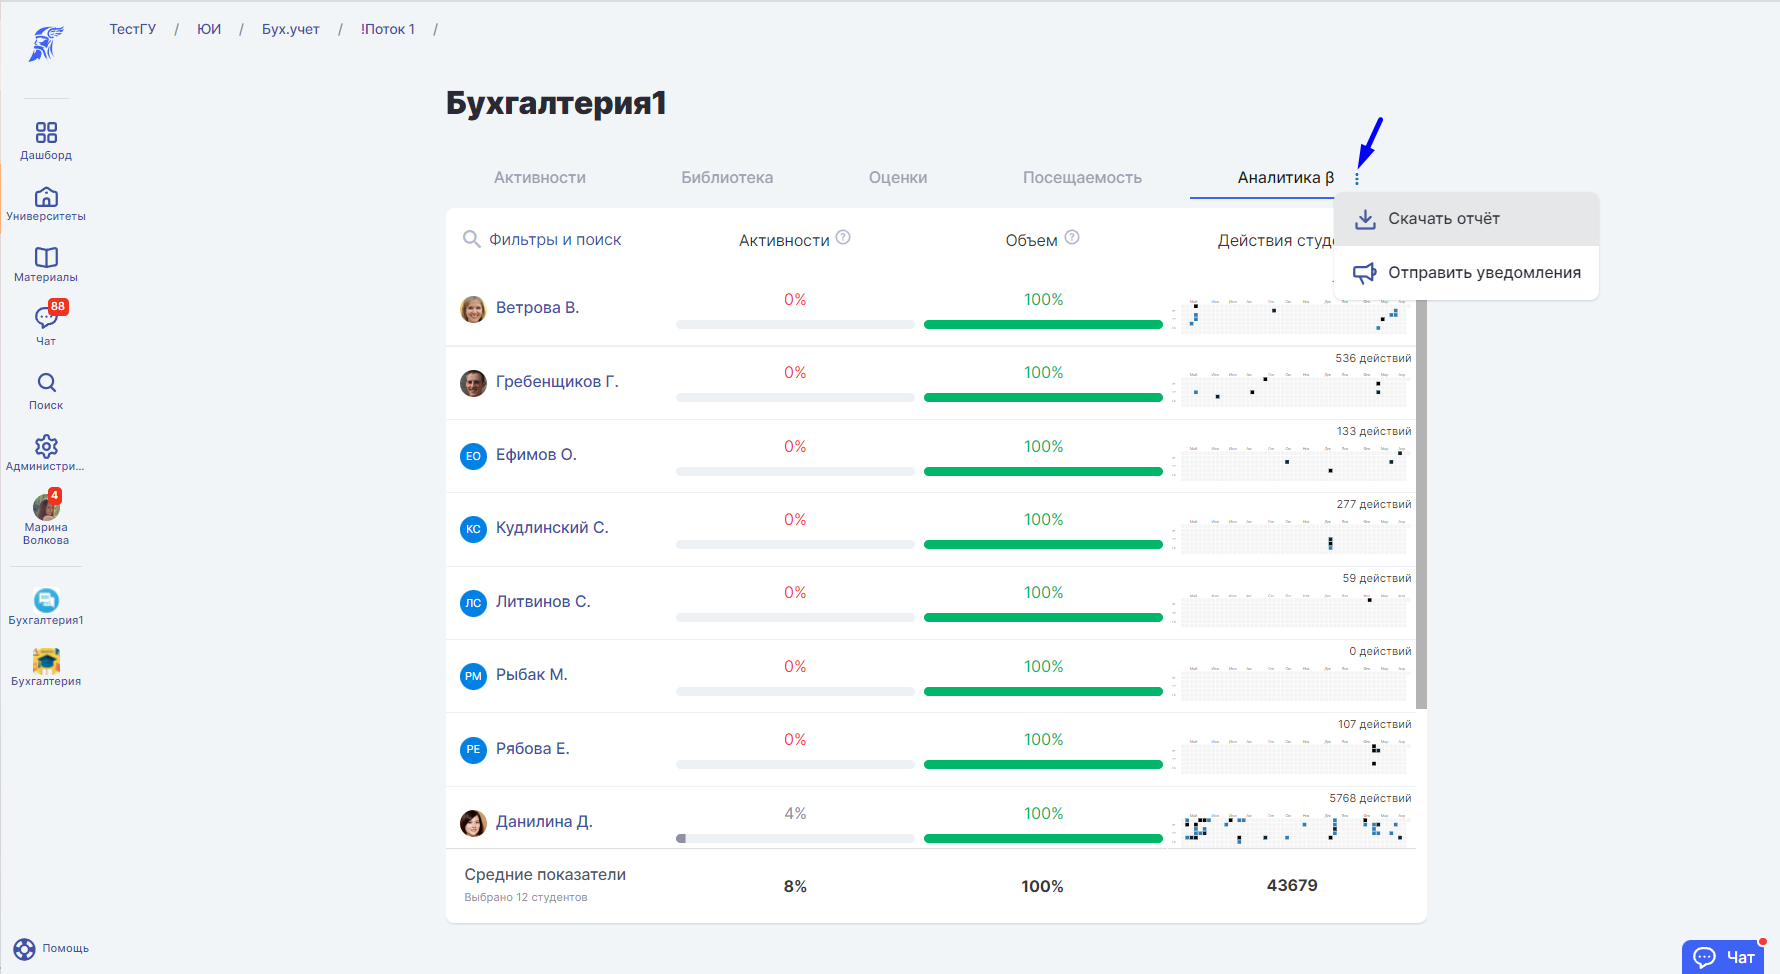 ТестГУ / ЮИ / Бух.учет / !Поток 1 /
Бухгалтерия1
Дашборд
Университеты
Материалы
88
Чат
Поиск
Администри...
4
Марина
Волкова
Бухгалтерия1
Бухгалтерия
Помощь
Активности Библиотека Оценки Посещаемость Аналитика β
Скачать отчёт
Отправить уведомления
Фильтры и поиск Активности ? Объем ? Действия студ
Ветрова В. 0% 100%
536 действий
Гребенщиков Г. 0% 100%
133 действий
ЕО Ефимов О. 0% 100%
277 действий
КС Кудлинский С. 0% 100%
59 действий
ЛС Литвинов С. 0% 100%
0 действий
РМ Рыбак М. 0% 100%
107 действий
РЕ Рябова Е. 0% 100%
5768 действий
Данилина Д. 4% 100%
Средние показатели 8% 100% 43679
Выбрано 12 студентов
Чат